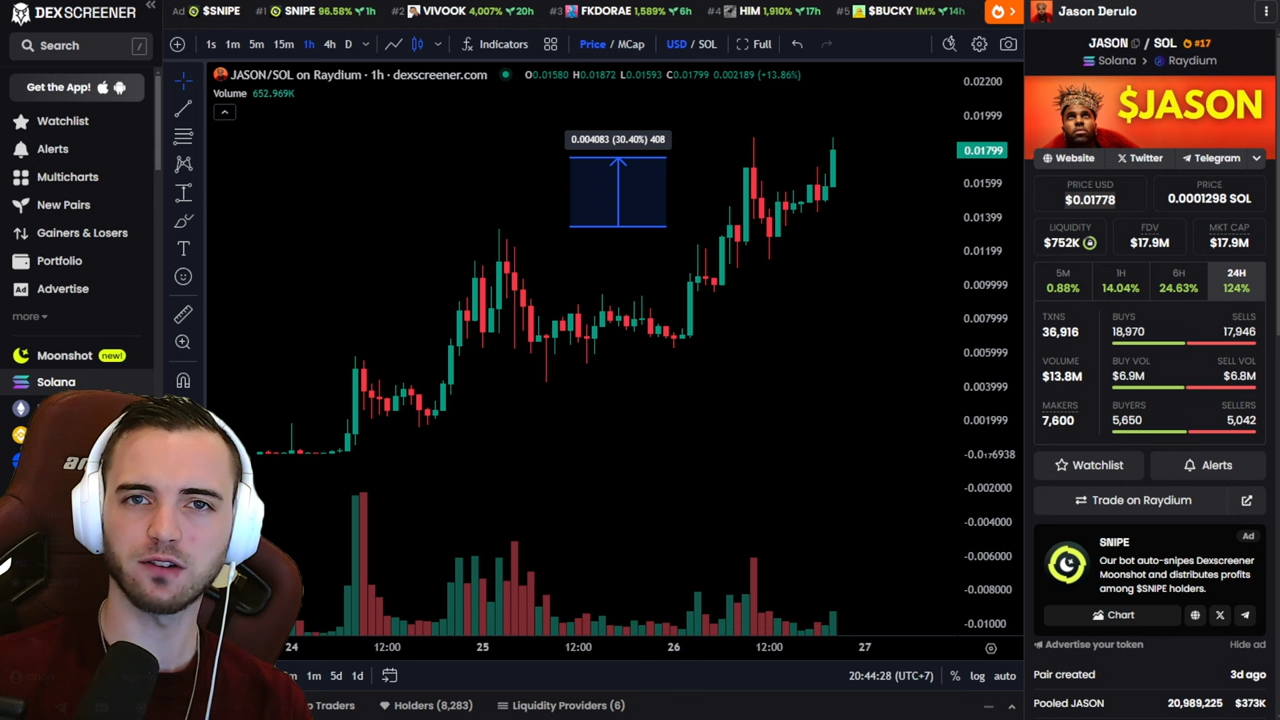 DEX SCREENER
Search /
Get the App!
Watchlist
Alerts
Multicharts
New Pairs
Gainers & Losers
Portfolio
Ad Advertise
more
Moonshot new!
Solana
Ad $SNIPE #1 SNIPE 96.58% 1h #2 VIVOOK 4,007% 20h #3 FKDORAE 1,589% 6h #4 HIM 1,910% 17h #5 $BUCKY 1M% 14h
1s 1m 5m 15m 1h 4h D Indicators Price / MCap USD / SOL Full
JASON/SOL on Raydium · 1h · dexscreener.com O0.01580 H0.01872 L0.01593 C0.01799 0.002189 (+13.86%)
Volume 652.969K
0.004083 (30.40%) 408
0.02200
0.01999
0.01799
0.01599
0.01399
0.01199
0.009999
0.007999
0.005999
0.003999
0.001999
-0.002000
-0.004000
-0.006000
-0.008000
-0.01000
24 12:00 25 12:00 26 12:00 27
1m 5d 1d 20:44:28 (UTC+7) % log auto
Traders Holders (8,283) Liquidity Providers (6)
Jason Derulo
JASON / SOL #17
Solana > Raydium
$JASON
Website Twitter Telegram
PRICE USD PRICE
$0.01778 0.0001298 SOL
LIQUIDITY FDV MKT CAP
$752K $17.9M $17.9M
5M 1H 6H 24H
0.88% 14.04% 24.63% 124%
TXNS BUYS SELLS
36,916 18,970 17,946
VOLUME BUY VOL SELL VOL
$13.8M $6.9M $6.8M
MAKERS BUYERS SELLERS
7,600 5,650 5,042
Watchlist Alerts
Trade on Raydium
SNIPE Ad
Our bot auto-snipes Dexscreener
Moonshot and distributes profits
among $SNIPE holders.
Chart
Advertise your token Hide ad
Pair created 3d ago
Pooled JASON 20,989,225 $373K